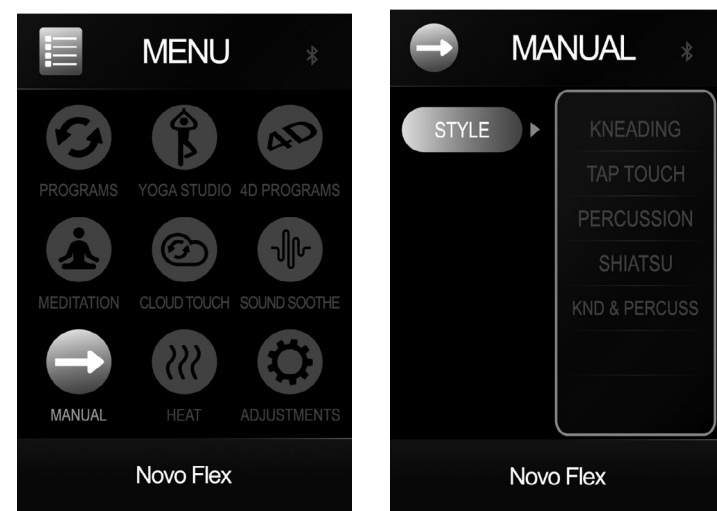 MENU
PROGRAMS YOGA STUDIO 4D PROGRAMS
MEDITATION CLOUD TOUCH SOUND SOOTHE
MANUAL HEAT ADJUSTMENTS
Novo Flex
MANUAL
STYLE
KNEADING
TAP TOUCH
PERCUSSION
SHIATSU
KND & PERCUSS
Novo Flex